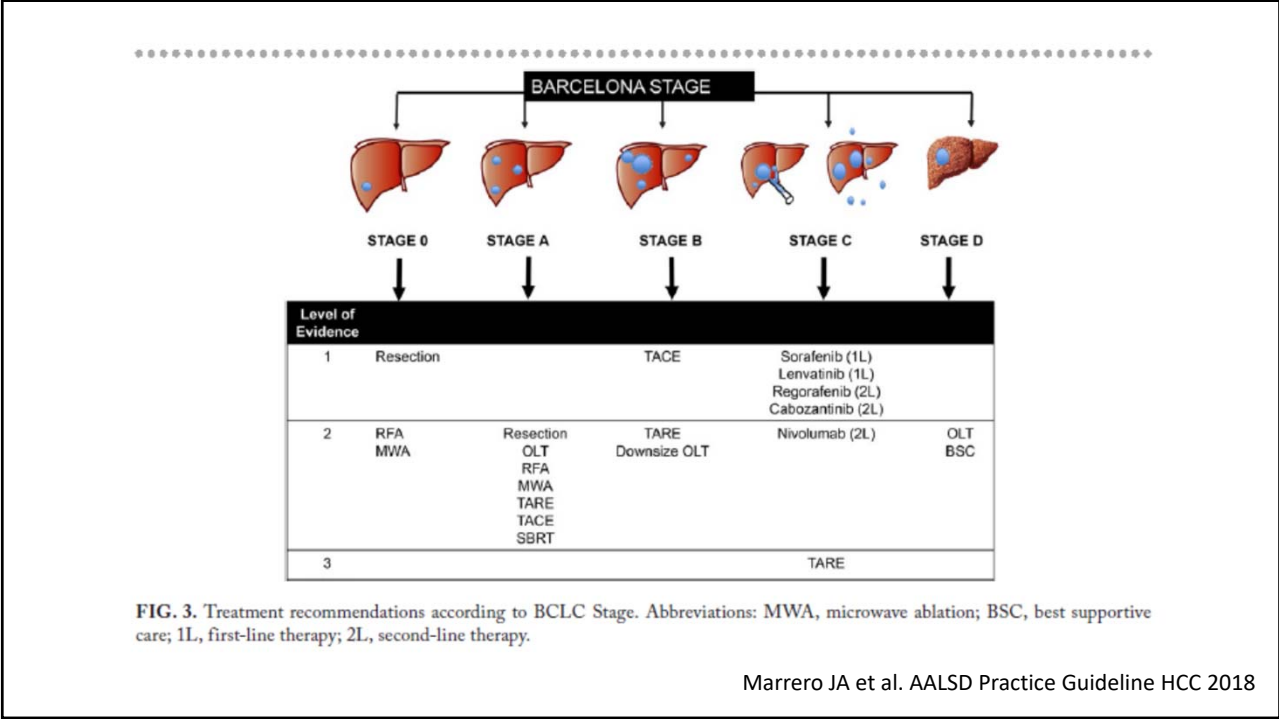 BARCELONA STAGE
STAGE 0 STAGE A STAGE B STAGE C STAGE D
Level of
Evidence
1 Resection TACE Sorafenib (1L)
Lenvatinib (1L)
Regorafenib (2L)
Cabozantinib (2L)
2 RFA Resection TARE Nivolumab (2L) OLT
MWA OLT Downsize OLT BSC
RFA
MWA
TARE
TACE
SBRT
3 TARE
FIG. 3. Treatment recommendations according to BCLC Stage. Abbreviations: MWA, microwave ablation; BSC, best supportive
care; 1L, first-line therapy; 2L, second-line therapy.
Marrero JA et al. AALSD Practice Guideline HCC 2018